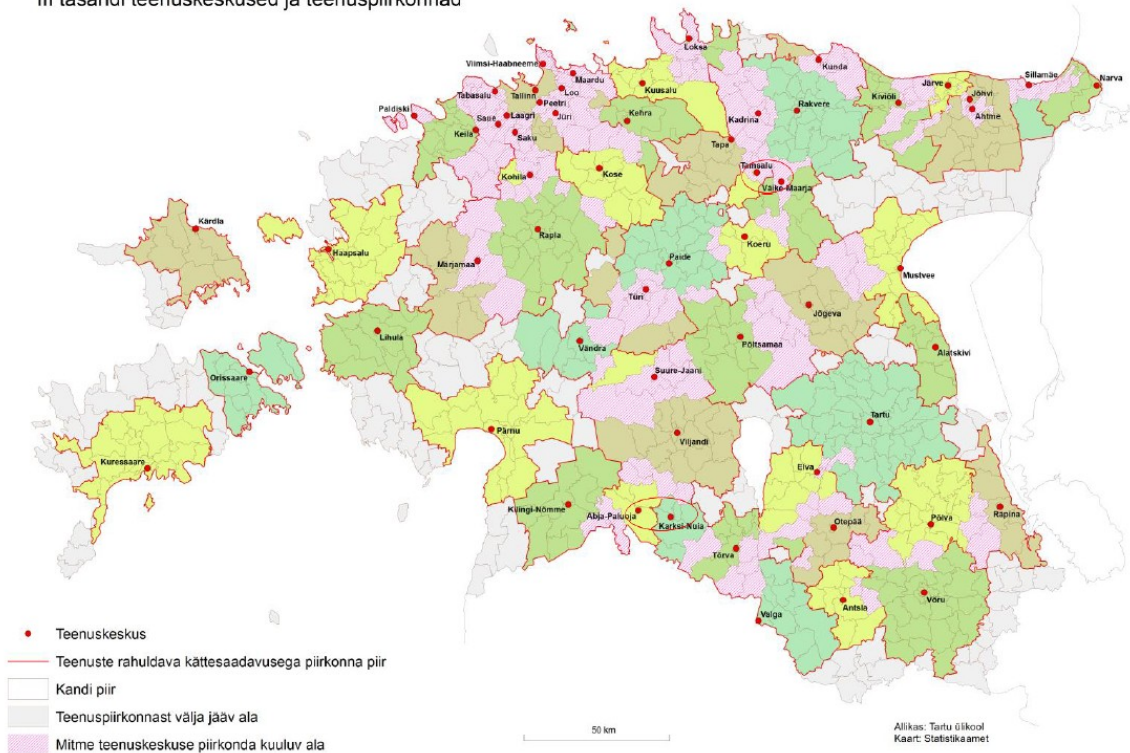 III tasandi teenuskeskused ja teenuspiirkonnad
Loksa
Viimsi-Haabneeme
Maardu
Kunda
Tabasalu
Tallinn
Loo
Kuusalu
Järve
Sillamäe
Narva
Paldiski
Peetri
Kiviõli
Jõhvi
Saue
Laagri
Jüri
Kehra
Kadrina
Rakvere
Ahtme
Keila
Saku
Tapa
Kohila
Kose
Tamsalu
Väike-Maarja
Kärdla
Haapsalu
Rapla
Koeru
Marjamaa
Paide
Mustvee
Türi
Jõgeva
Lihula
Vändra
Põltsamaa
Alatskivi
Orissaare
Suure-Jaani
Tartu
Pärnu
Viljandi
Kuressaare
Elva
Kilingi-Nõmme
Abja-Paluoja
Karksi-Nuia
Otepää
Põlva
Räpina
Tõrva
Valga
Antsla
Võru
Teenuskeskus
Teenuste rahuldava kättesaadavusega piirkonna piir
Kandi piir
Teenuspiirkonnast välja jääv ala
Mitme teenuskeskuse piirkonda kuuluv ala
50 km
Allikas: Tartu ülikool
Kaart: Statistikaamet